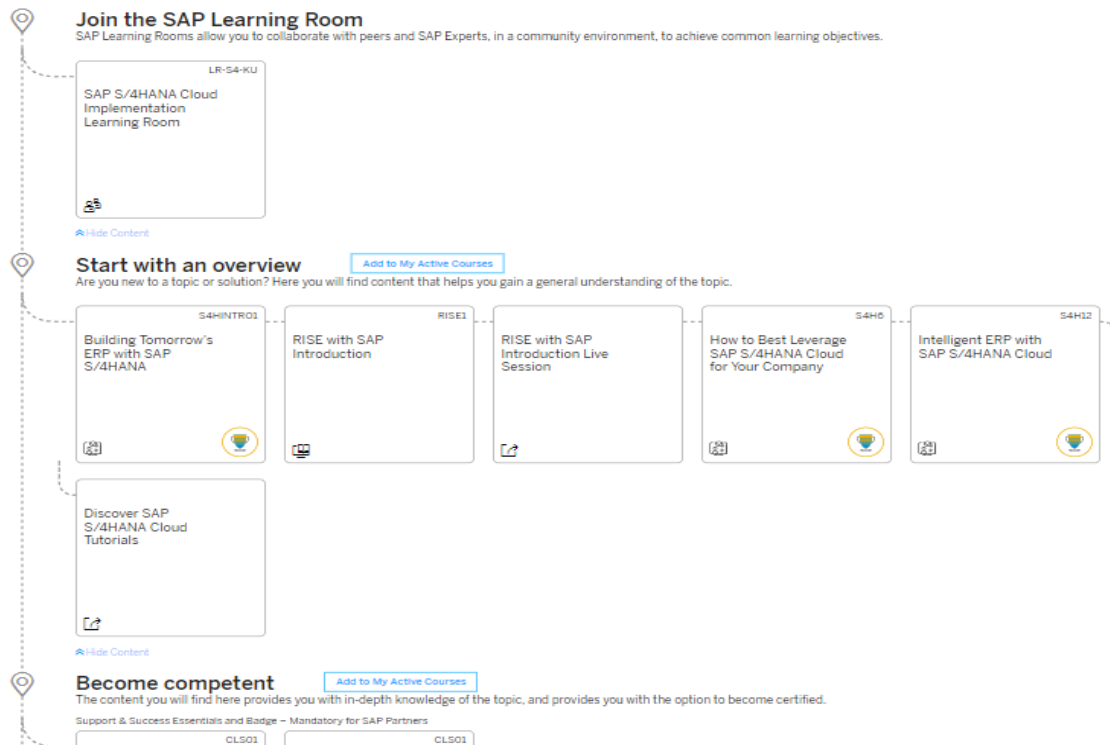 Join the SAP Learning Room
SAP Learning Rooms allow you to collaborate with peers and SAP Experts, in a community environment, to achieve common learning objectives.
LR-S4-KU
SAP S/4HANA Cloud
Implementation
Learning Room
Hide Content
Start with an overview
Add to My Active Courses
Are you new to a topic or solution? Here you will find content that helps you gain a general understanding of the topic.
S4HINTRO1
Building Tomorrow's
ERP with SAP
S/4HANA
RISE1
RISE with SAP
Introduction
RISE with SAP
Introduction Live
Session
S4H6
How to Best Leverage
SAP S/4HANA Cloud
for Your Company
S4H12
Intelligent ERP with
SAP S/4HANA Cloud
Discover SAP
S/4HANA Cloud
Tutorials
Hide Content
Become competent
Add to My Active Courses
The content you will find here provides you with in-depth knowledge of the topic, and provides you with the option to become certified.
Support & Success Essentials and Badge – Mandatory for SAP Partners
CLS01
CLS01